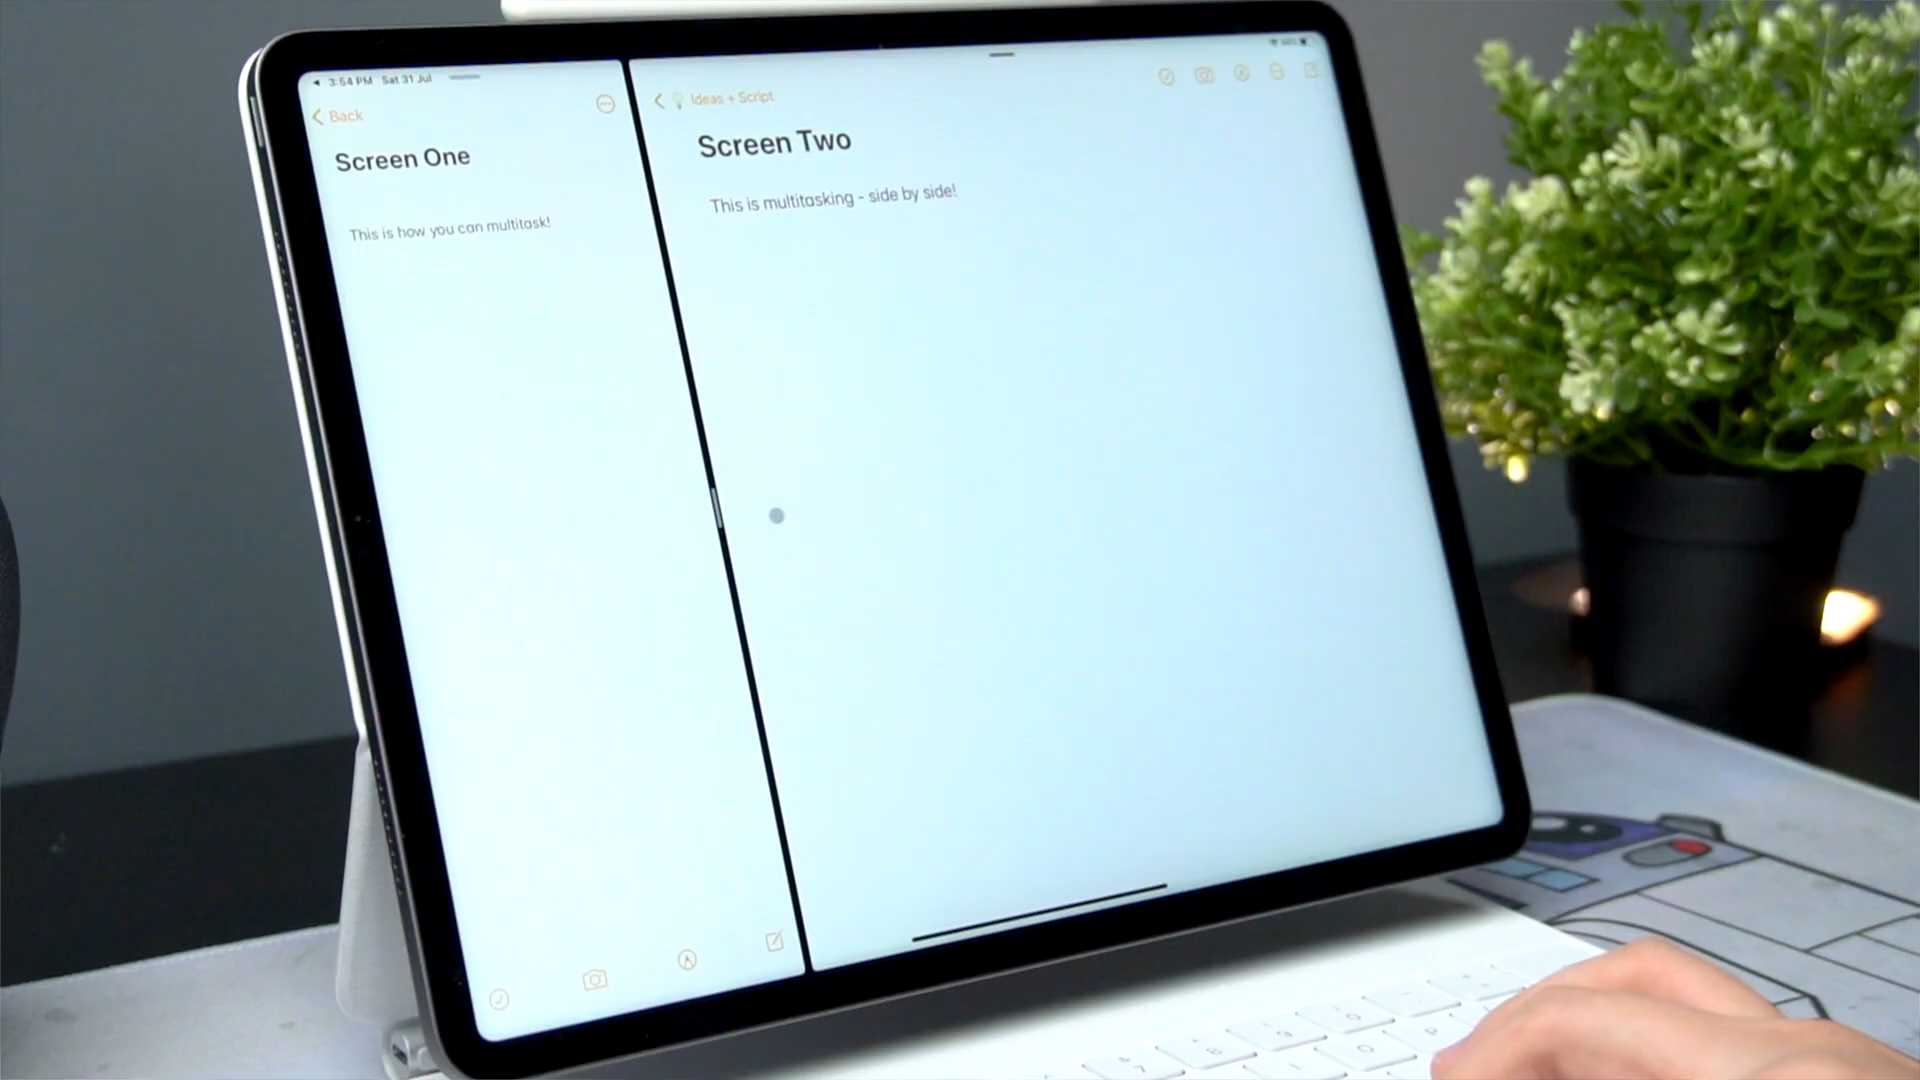 3:54 PM Sat 31 Jul
Back
Screen One
This is how you can multitask!
Ideas + Script
Screen Two
This is multitasking - side by side!